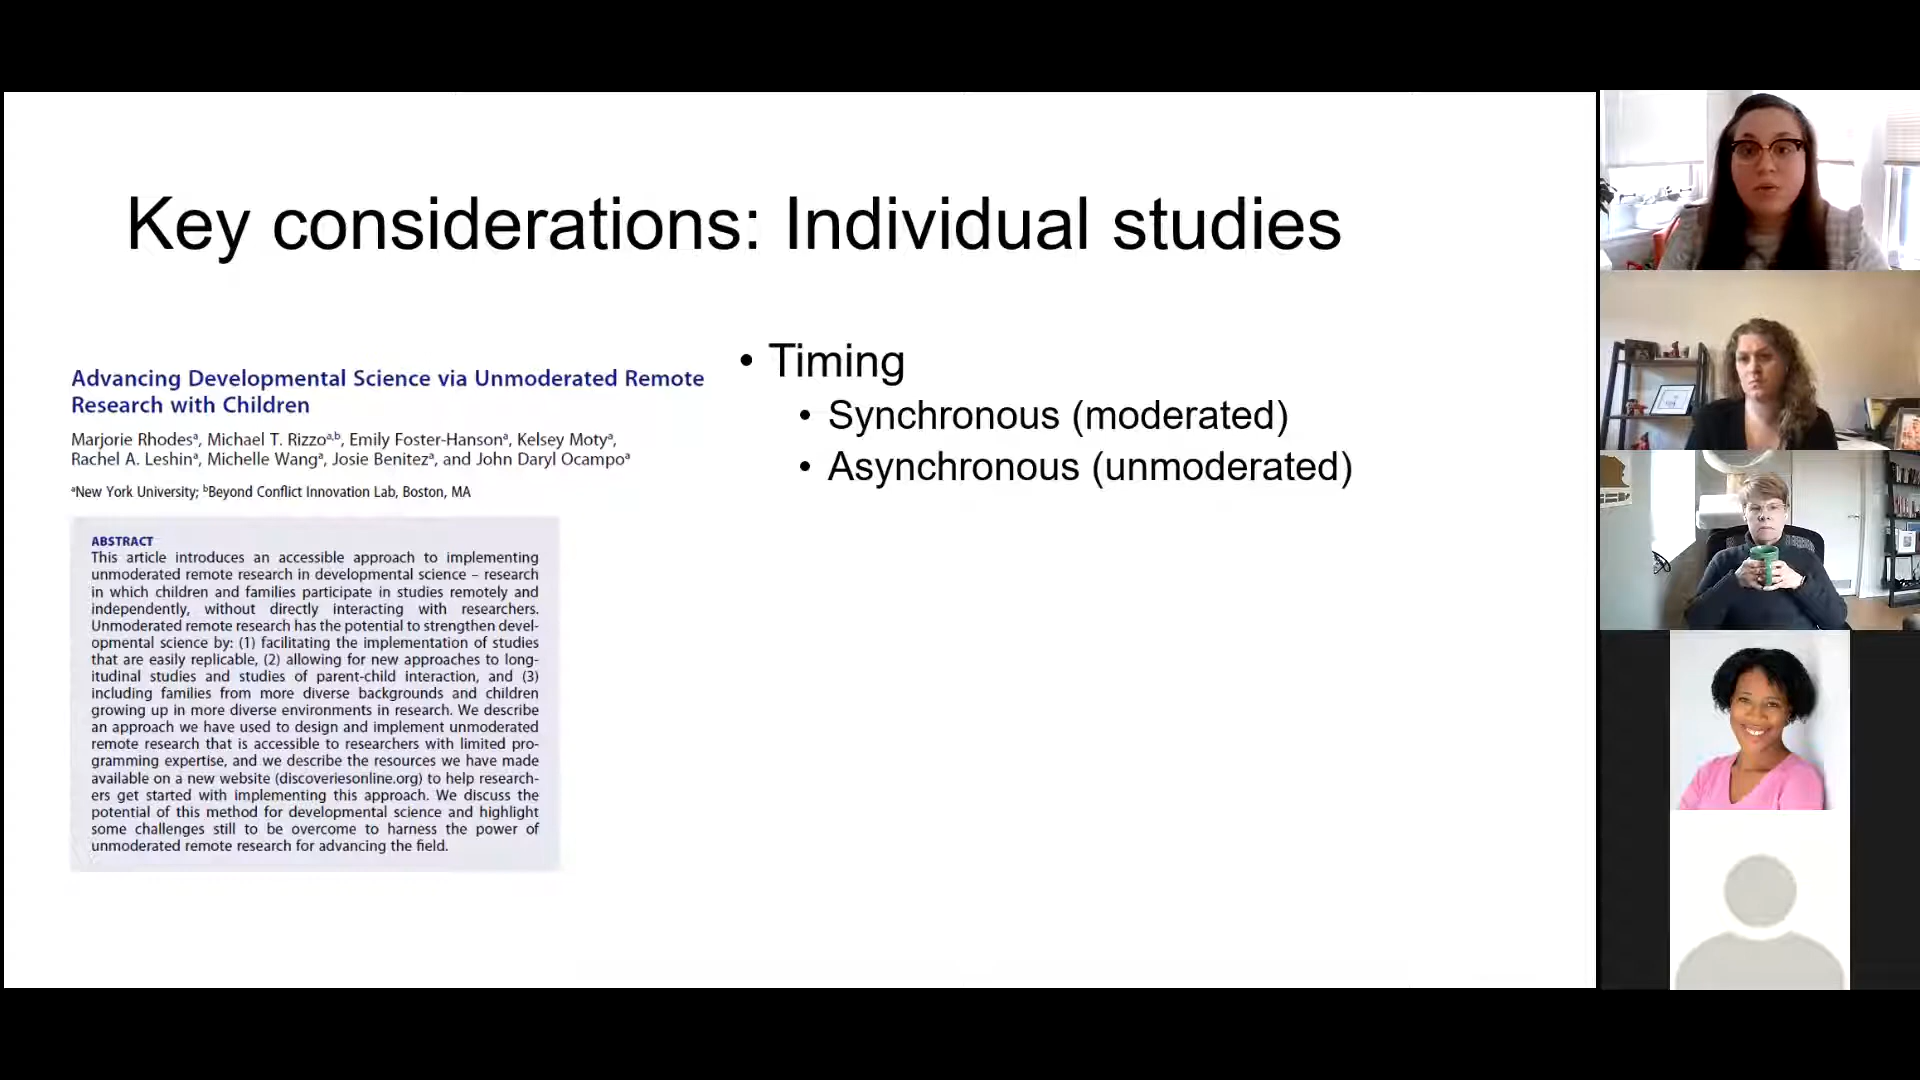 Key considerations: Individual studies
Advancing Developmental Science via Unmoderated Remote
Research with Children
Marjorie Rhodesᵃ, Michael T. Rizzoᵃ,ᵇ, Emily Foster-Hansonᵃ, Kelsey Motyᵃ,
Rachel A. Leshinᵃ, Michelle Wangᵃ, Josie Benitezᵃ, and John Daryl Ocampoᵃ
ᵃNew York University; ᵇBeyond Conflict Innovation Lab, Boston, MA
ABSTRACT
This article introduces an accessible approach to implementing
unmoderated remote research in developmental science – research
in which children and families participate in studies remotely and
independently, without directly interacting with researchers.
Unmoderated remote research has the potential to strengthen devel-
opmental science by: (1) facilitating the implementation of studies
that are easily replicable, (2) allowing for new approaches to long-
itudinal studies and studies of parent-child interaction, and (3)
including families from more diverse backgrounds and children
growing up in more diverse environments in research. We describe
an approach we have used to design and implement unmoderated
remote research that is accessible to researchers with limited pro-
gramming expertise, and we describe the resources we have made
available on a new website (discoveriesonline.org) to help research-
ers get started with implementing this approach. We discuss the
potential of this method for developmental science and highlight
some challenges still to be overcome to harness the power of
unmoderated remote research for advancing the field.
• Timing
• Synchronous (moderated)
• Asynchronous (unmoderated)